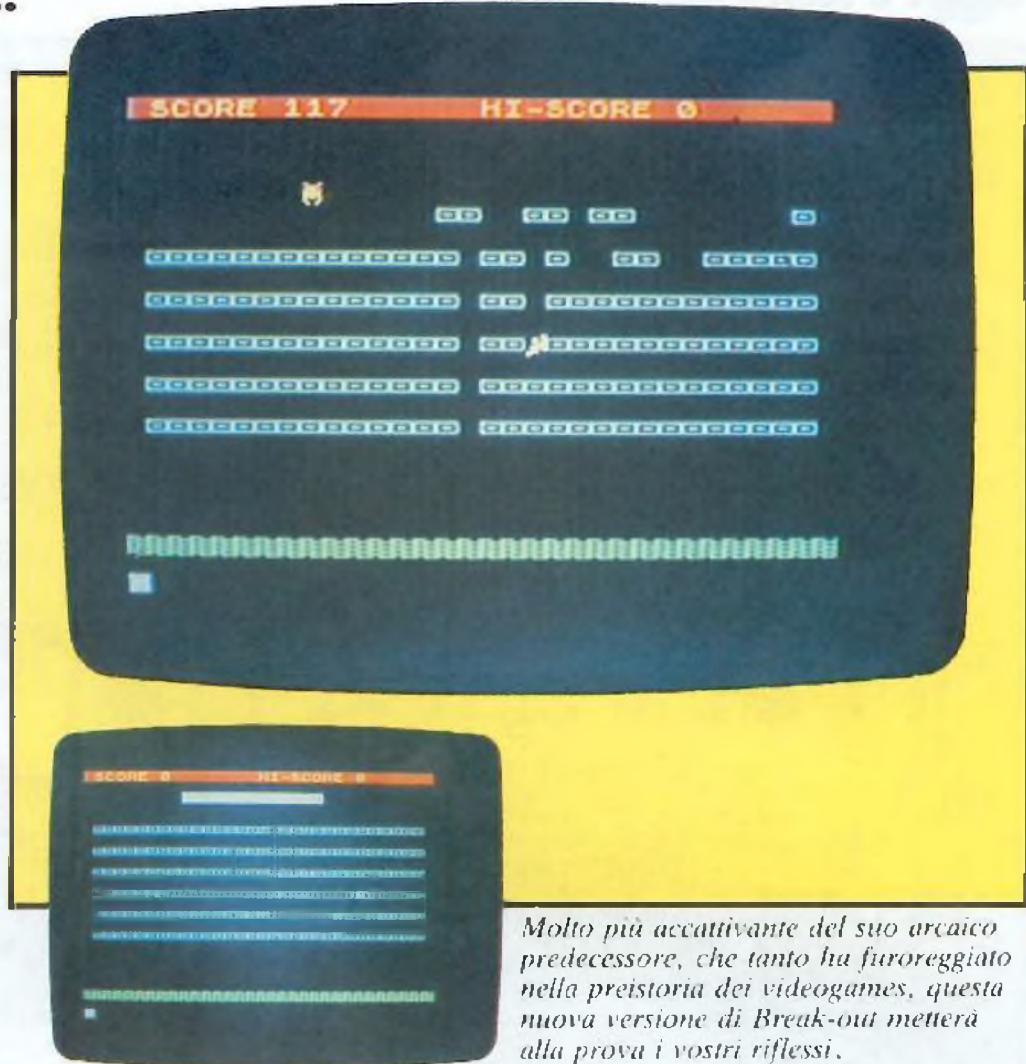 SCORE 117 HI-SCORE 0
SCORE 0 HI-SCORE 0
Molto più accattivante del suo arcaico
predecessore, che tanto ha furoreggiato
nella preistoria dei videogames, questa
nuova versione di Break-out metterà
alla prova i vostri riflessi.